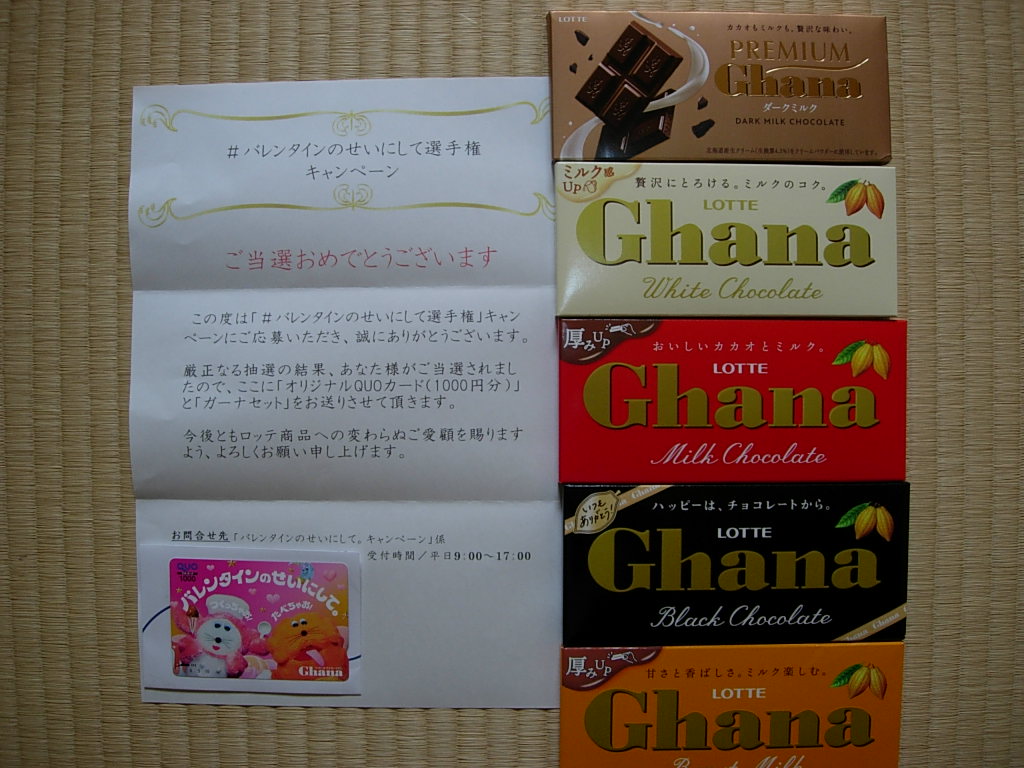 #バレンタインのせいにして選手権
キャンペーン
ご当選おめでとうございます
この度は「#バレンタインのせいにして選手権」キャン
ペーンにご応募いただき、誠にありがとうございます。
厳正なる抽選の結果、あなた様がご当選されまし
たので、ここに「オリジナルQUOカード(1000円分)」
と「ガーナセット」をお送りさせて頂きます。
今後ともロッテ商品への変わらぬご愛顧を賜ります
よう、よろしくお願い申し上げます。
お問合せ先「バレンタインのせいにして。キャンペーン」係
受付時間/平日9:00~17:00
QUO
1000
バレンタインのせいにして。
つくっちゃお!
たべちゃお!
Ghana
LOTTE
カカオもミルクも、贅沢な味わい。
PREMIUM
Ghana
ダークミルク
DARK MILK CHOCOLATE
ミルク感
UP
贅沢にとろける。ミルクのコク。
LOTTE
Ghana
White Chocolate
厚みUP
おいしいカカオとミルク。
LOTTE
Ghana
Milk Chocolate
いつも
ありがとう!
ハッピーは、チョコレートから。
LOTTE
Ghana
Black Chocolate
厚みUP
甘さと香ばしさ。ミルク楽しむ。
LOTTE
Ghana